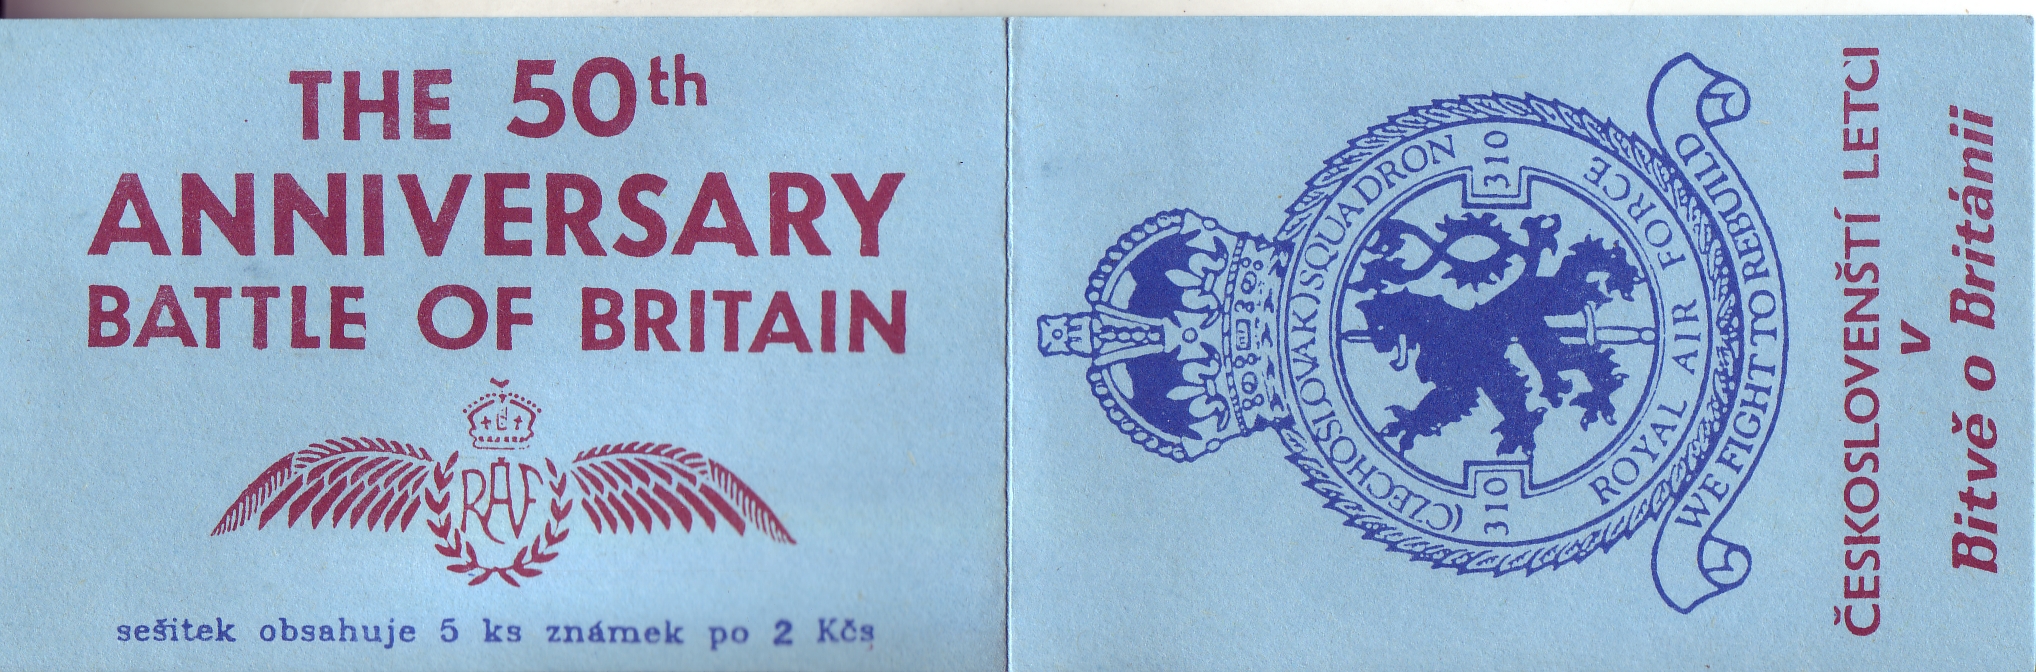 THE 50th
ANNIVERSARY
BATTLE OF BRITAIN
RAF
sešitek obsahuje 5 ks známek po 2 Kčs
310 (CZECHOSLOVAK) SQUADRON 310
ROYAL AIR FORCE
WE FIGHT TO REBUILD
ČESKOSLOVENŠTÍ LETCI
V
Bitvě o Británii